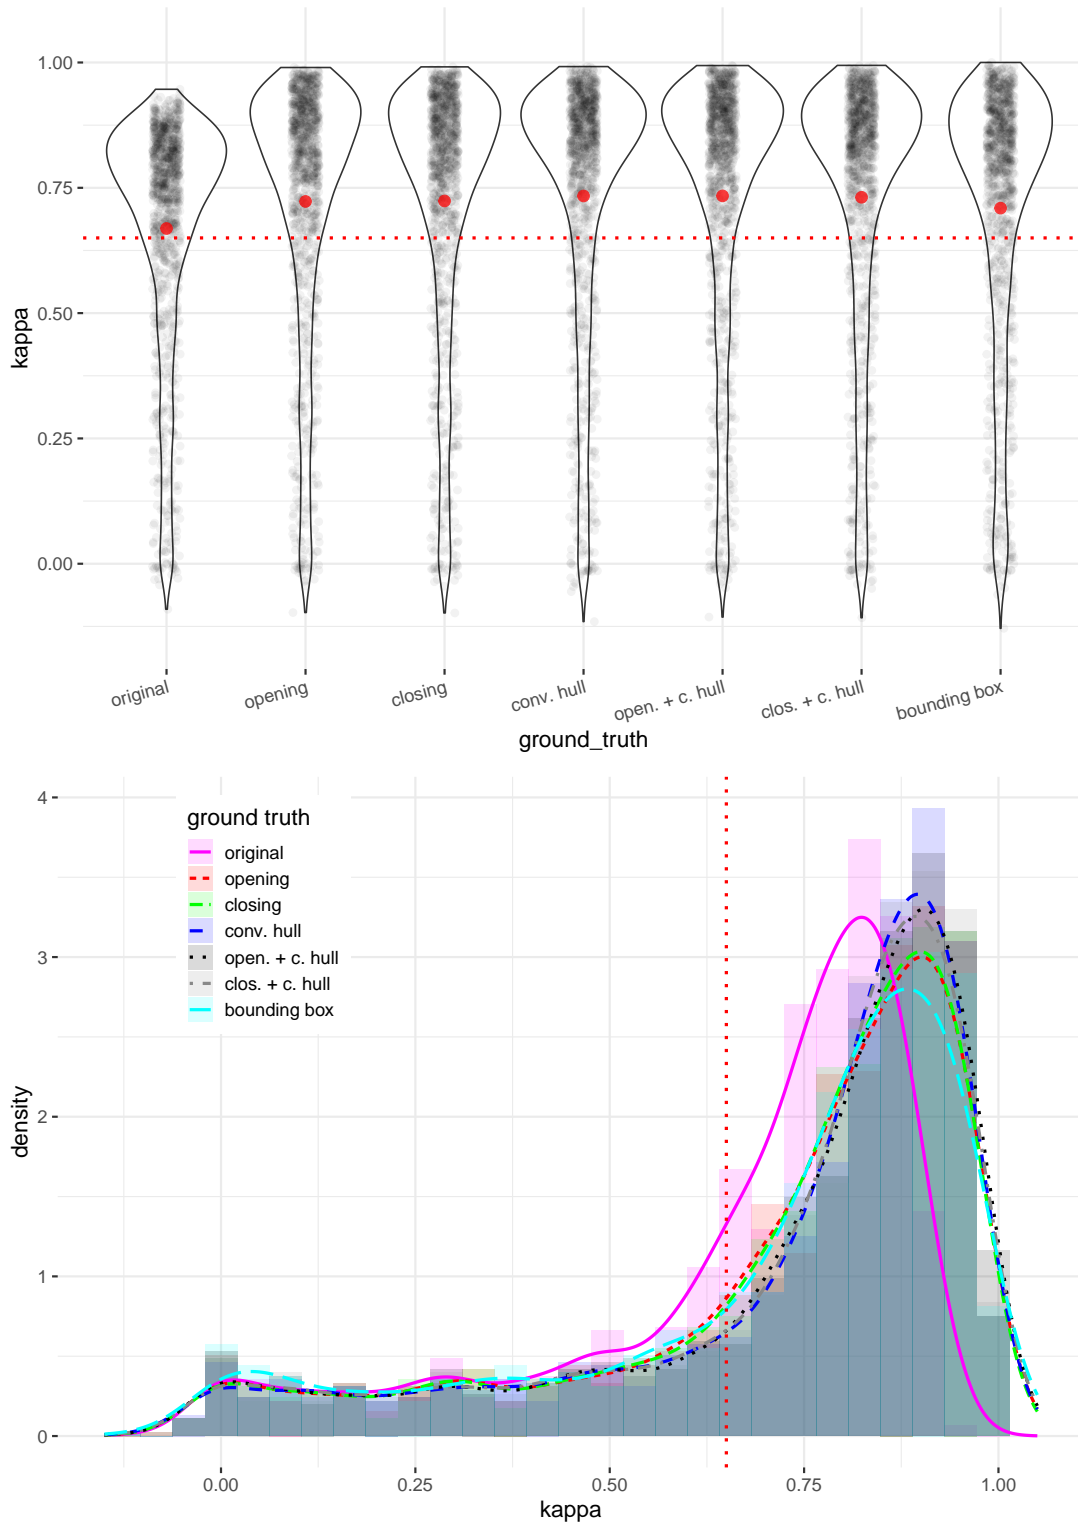 1.00
0.75
0.50
0.25
0.00
kappa
original
opening
closing
conv. hull
open. + c. hull
clos. + c. hull
bounding box
ground_truth
4
3
2
1
0
density
ground truth
original
opening
closing
conv. hull
open. + c. hull
clos. + c. hull
bounding box
0.00
0.25
0.50
0.75
1.00
kappa